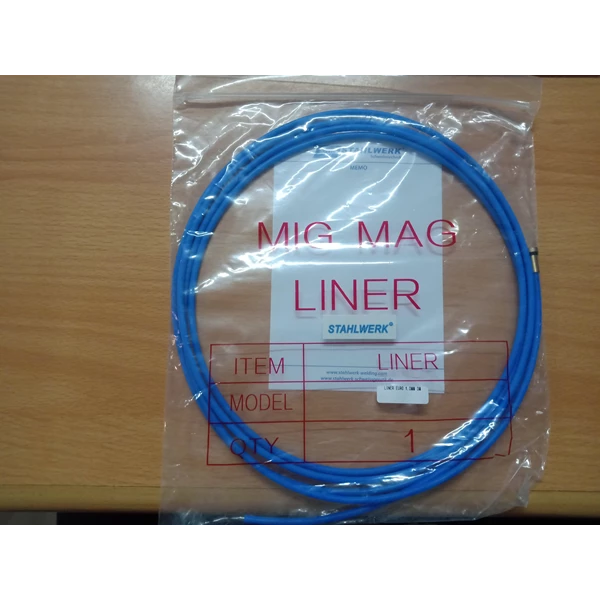 STAHLWERK
MEMO
MIG MAG
LINER
STAHLWERK®
ITEM LINER
MODEL
QTY 1